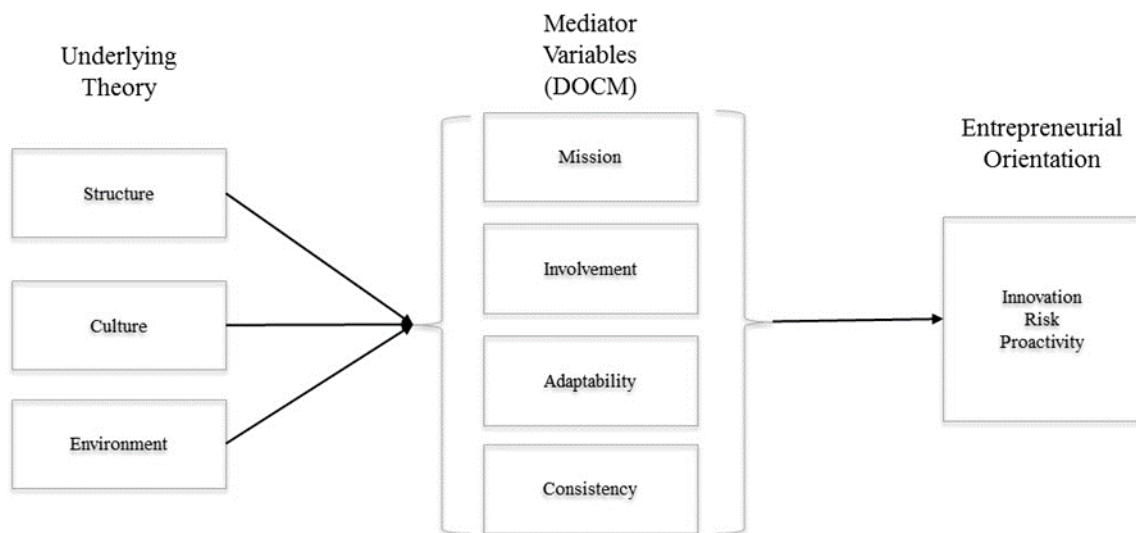 Underlying
Theory
Structure
Culture
Environment
Mediator
Variables
(DOCM)
Mission
Involvement
Adaptability
Consistency
Entrepreneurial
Orientation
Innovation
Risk
Proactivity